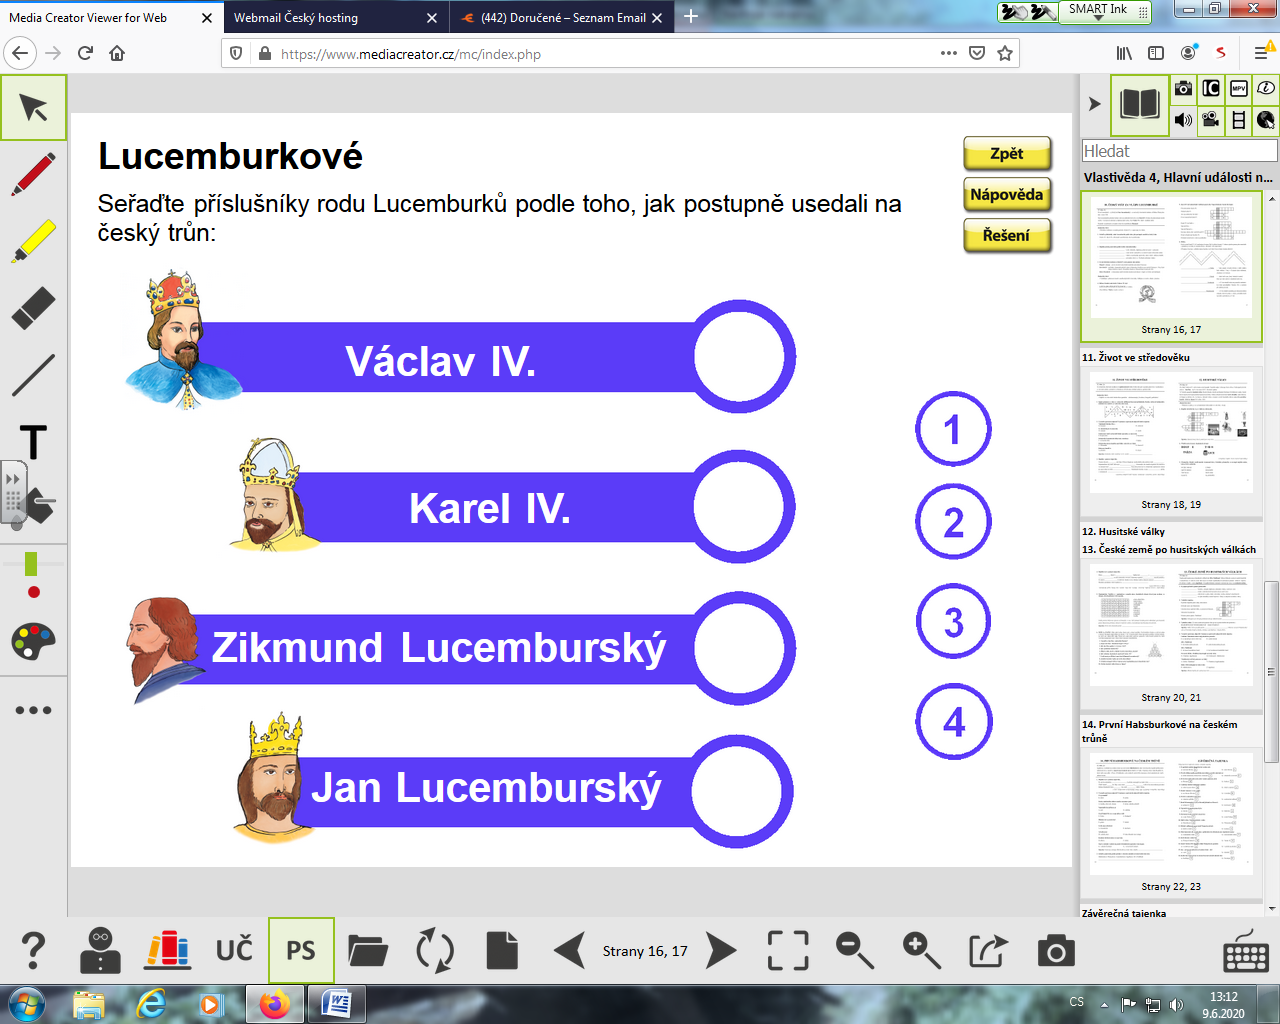 Media Creator Viewer for Web
Webmail Český hosting
(442) Doručené – Seznam Email
SMART Ink
https://www.mediacreator.cz/mc/index.php
Lucemburkové
Seřaďte příslušníky rodu Lucemburků podle toho, jak postupně usedali na
český trůn:
Zpět
Nápověda
Řešení
Václav IV.
Karel IV.
Zikmund Lucemburský
Jan Lucemburský
1
2
3
4
T
IC
MPV
Hledat
Vlastivěda 4, Hlavní události n...
Strany 16, 17
11. Život ve středověku
Strany 18, 19
12. Husitské války
13. České země po husitských válkách
Strany 20, 21
14. První Habsburkové na českém
trůně
Strany 22, 23
Závěrečná tajenka
?
UČ
PS
Strany 16, 17
CS
13:12
9.6.2020